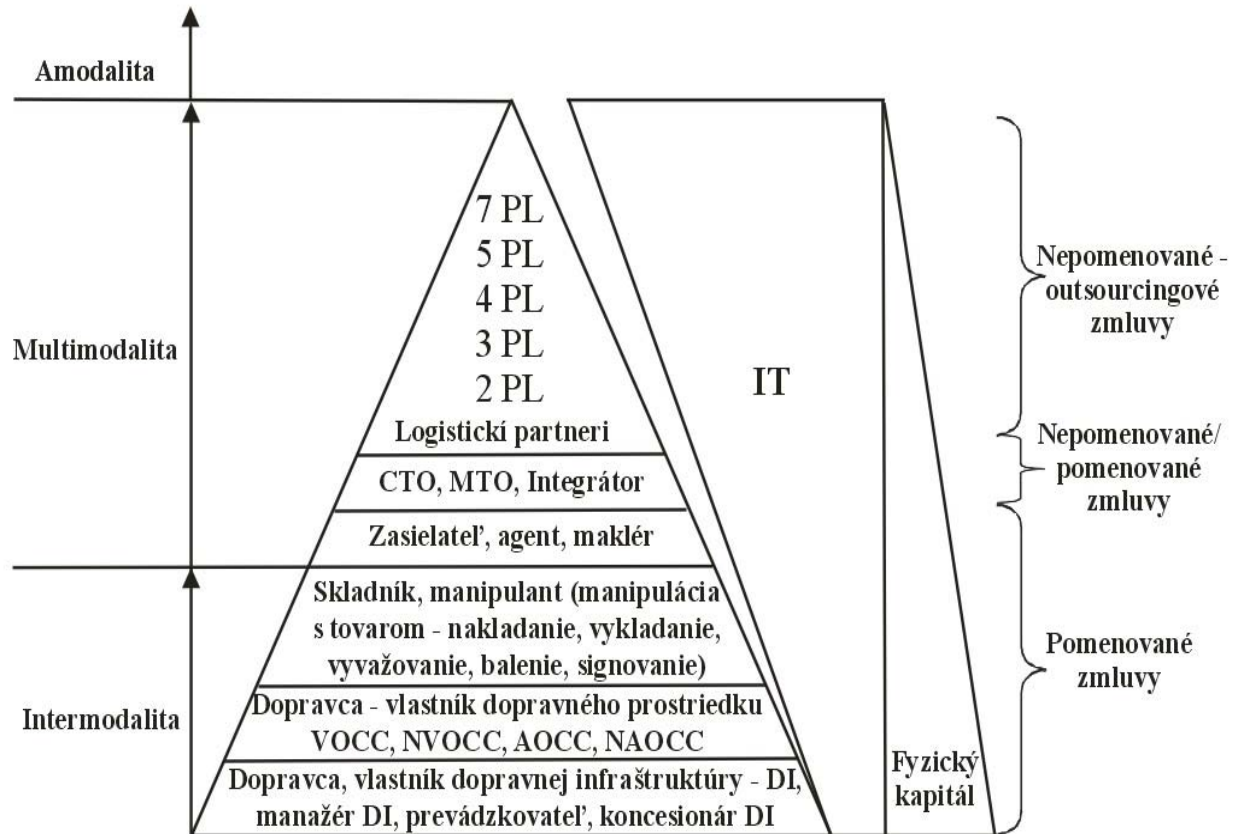 Amodalita
Multimodalita
Intermodalita
7 PL
5 PL
4 PL
3 PL
2 PL
Logistickí partneri
CTO, MTO, Integrátor
Zasielateľ, agent, maklér
Skladník, manipulant (manipulácia
s tovarom - nakladanie, vykladanie,
vyvažovanie, balenie, signovanie)
Dopravca - vlastník dopravného prostriedku
VOCC, NVOCC, AOCC, NAOCC
Dopravca, vlastník dopravnej infraštruktúry - DI,
manažér DI, prevádzkovateľ, koncesionár DI
IT
Fyzický
kapitál
Nepomenované -
outsourcingové
zmluvy
Nepomenované/
pomenované
zmluvy
Pomenované
zmluvy